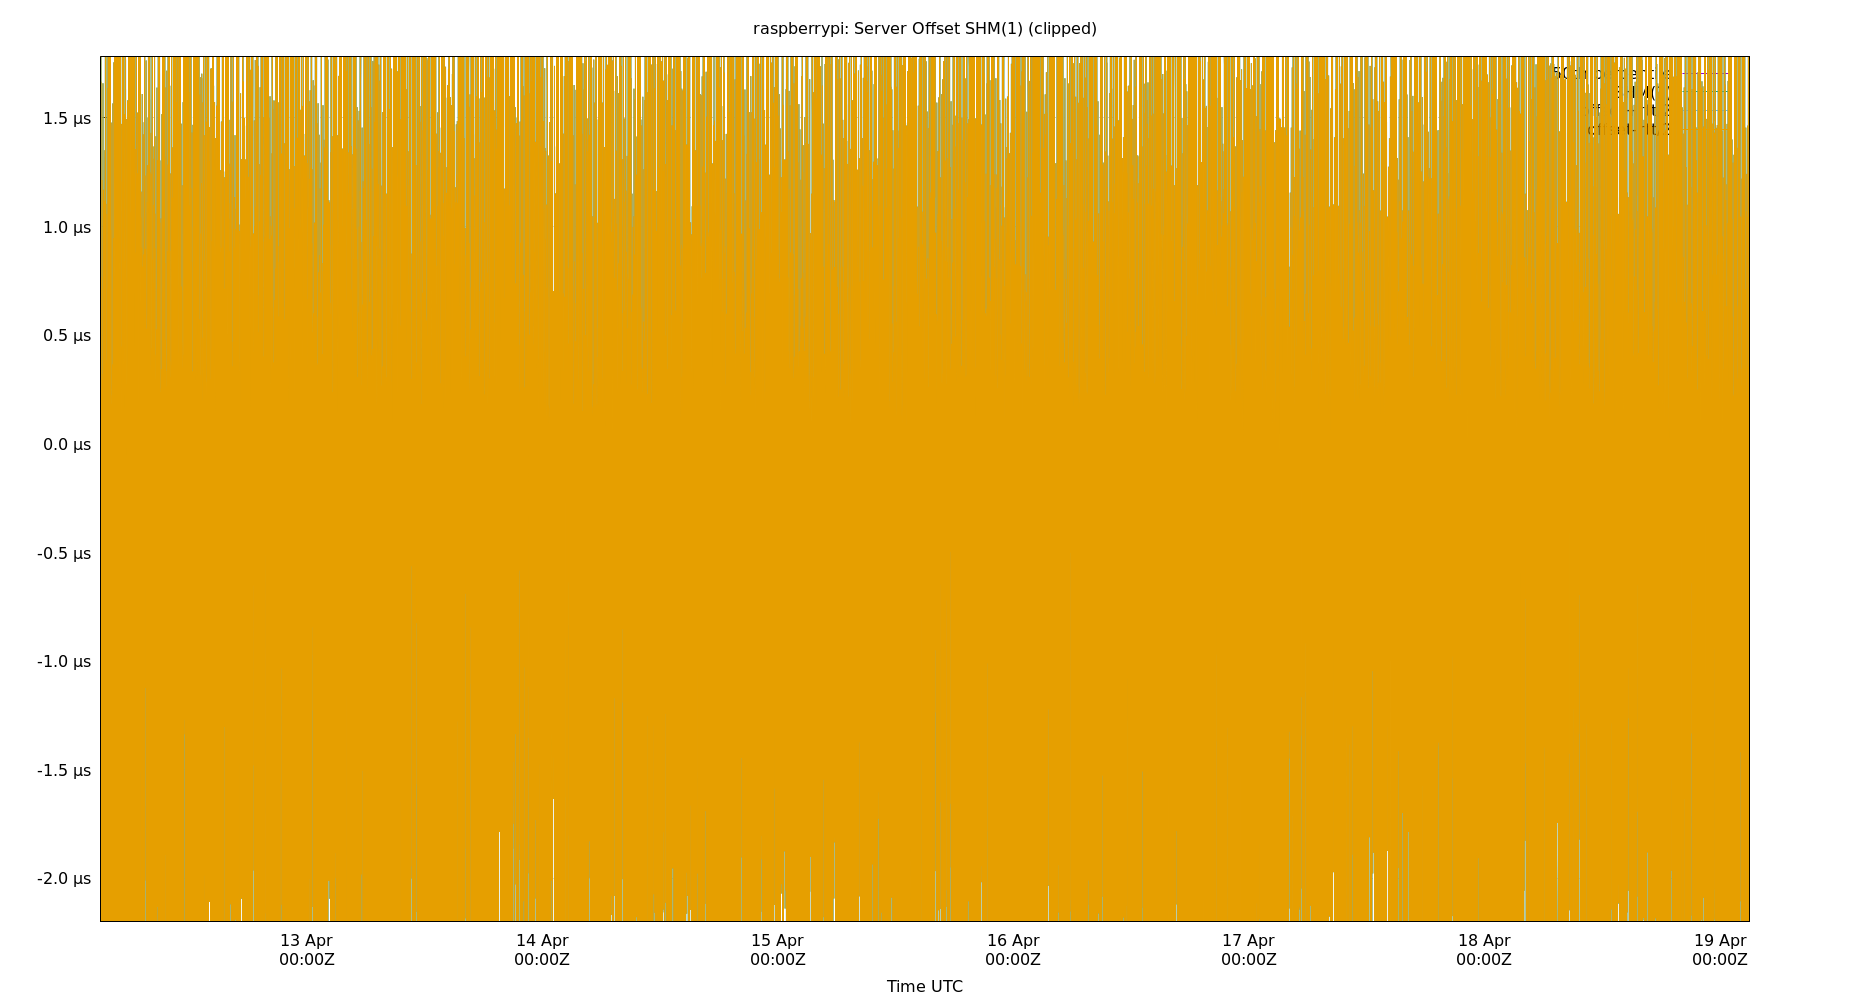 raspberrypi: Server Offset SHM(1) (clipped)
1.5 µs
1.0 µs
0.5 µs
0.0 µs
-0.5 µs
-1.0 µs
-1.5 µs
-2.0 µs
13 Apr 14 Apr 15 Apr 16 Apr 17 Apr 18 Apr 19 Apr
00:00Z 00:00Z 00:00Z 00:00Z 00:00Z 00:00Z 00:00Z
Time UTC